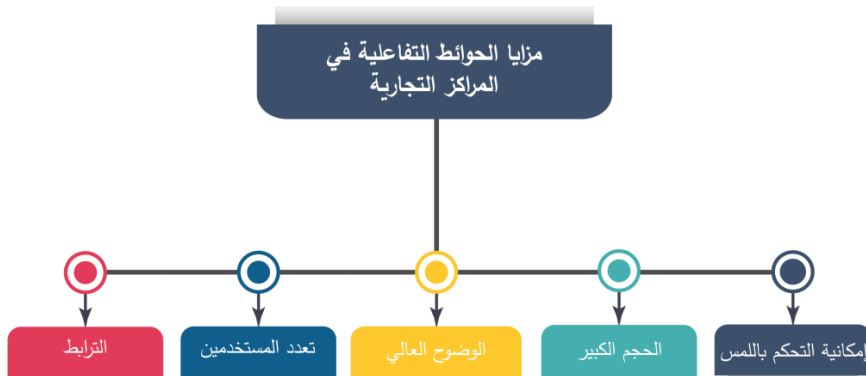 مزايا الحوائط التفاعلية في
المراكز التجارية
إمكانية التحكم باللمس
الحجم الكبير
الوضوح العالي
تعدد المستخدمين
الترابط